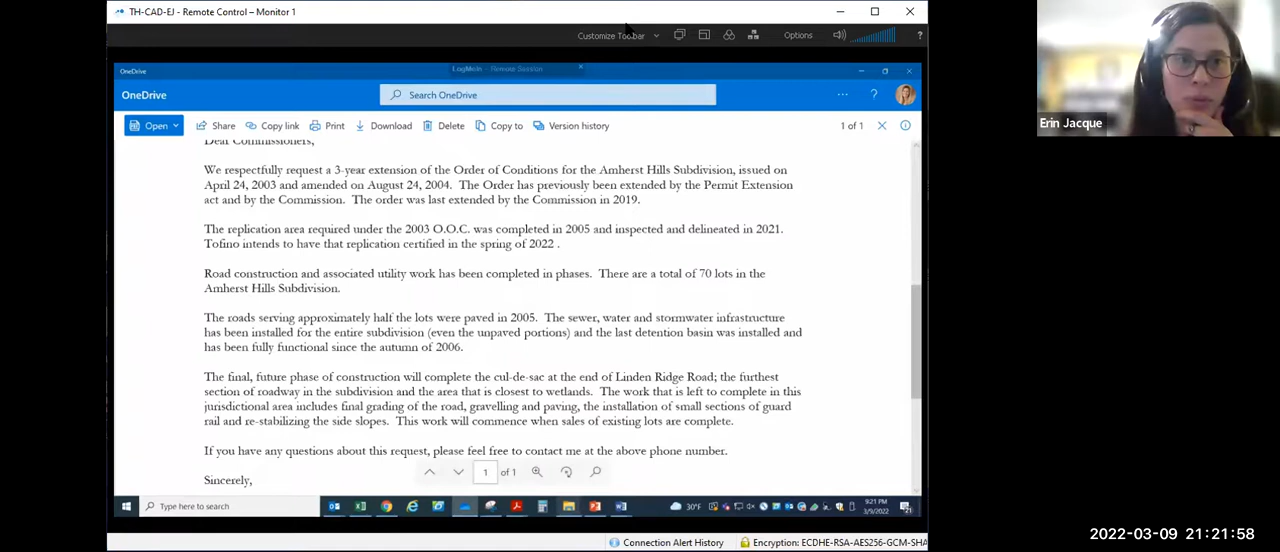 TH-CAD-EJ - Remote Control – Monitor 1
Customize Toolbar
Options
?
OneDrive
LogMeIn - Remote Session
OneDrive
Search OneDrive
?
Open
Share
Copy link
Print
Download
Delete
Copy to
Version history
1 of 1
Dear Commissioners,
We respectfully request a 3-year extension of the Order of Conditions for the Amherst Hills Subdivision, issued on
April 24, 2003 and amended on August 24, 2004. The Order has previously been extended by the Permit Extension
act and by the Commission. The order was last extended by the Commission in 2019.
The replication area required under the 2003 O.O.C. was completed in 2005 and inspected and delineated in 2021.
Tofino intends to have that replication certified in the spring of 2022 .
Road construction and associated utility work has been completed in phases. There are a total of 70 lots in the
Amherst Hills Subdivision.
The roads serving approximately half the lots were paved in 2005. The sewer, water and stormwater infrastructure
has been installed for the entire subdivision (even the unpaved portions) and the last detention basin was installed and
has been fully functional since the autumn of 2006.
The final, future phase of construction will complete the cul-de-sac at the end of Linden Ridge Road; the furthest
section of roadway in the subdivision and the area that is closest to wetlands. The work that is left to complete in this
jurisdictional area includes final grading of the road, gravelling and paving, the installation of small sections of guard
rail and re-stabilizing the side slopes. This work will commence when sales of existing lots are complete.
If you have any questions about this request, please feel free to contact me at the above phone number.
1 of 1
Sincerely,
Type here to search
30°F
9:21 PM
3/9/2022
Connection Alert History
Encryption: ECDHE-RSA-AES256-GCM-SHA
Erin Jacque
2022-03-09 21:21:58